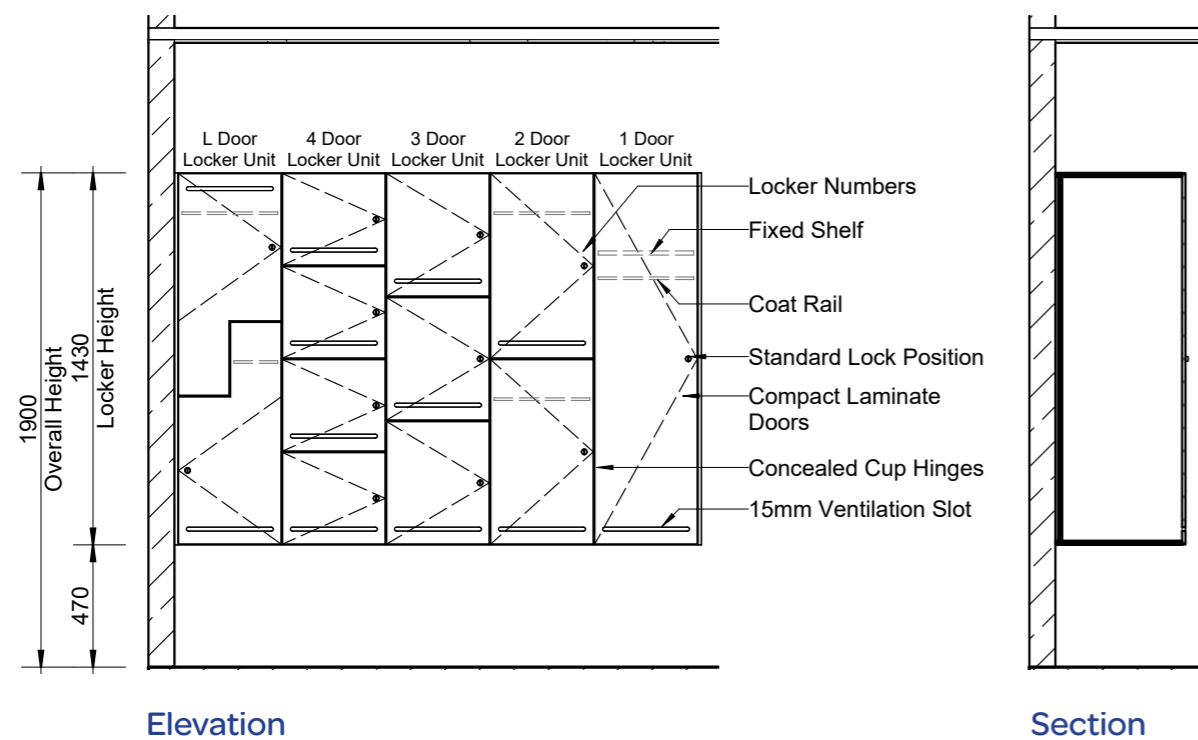 L Door
Locker Unit
4 Door
Locker Unit
3 Door
Locker Unit
2 Door
Locker Unit
1 Door
Locker Unit
Locker Numbers
Fixed Shelf
Coat Rail
Standard Lock Position
Compact Laminate
Doors
Concealed Cup Hinges
15mm Ventilation Slot
1900
Overall Height
1430
Locker Height
470
Elevation
Section